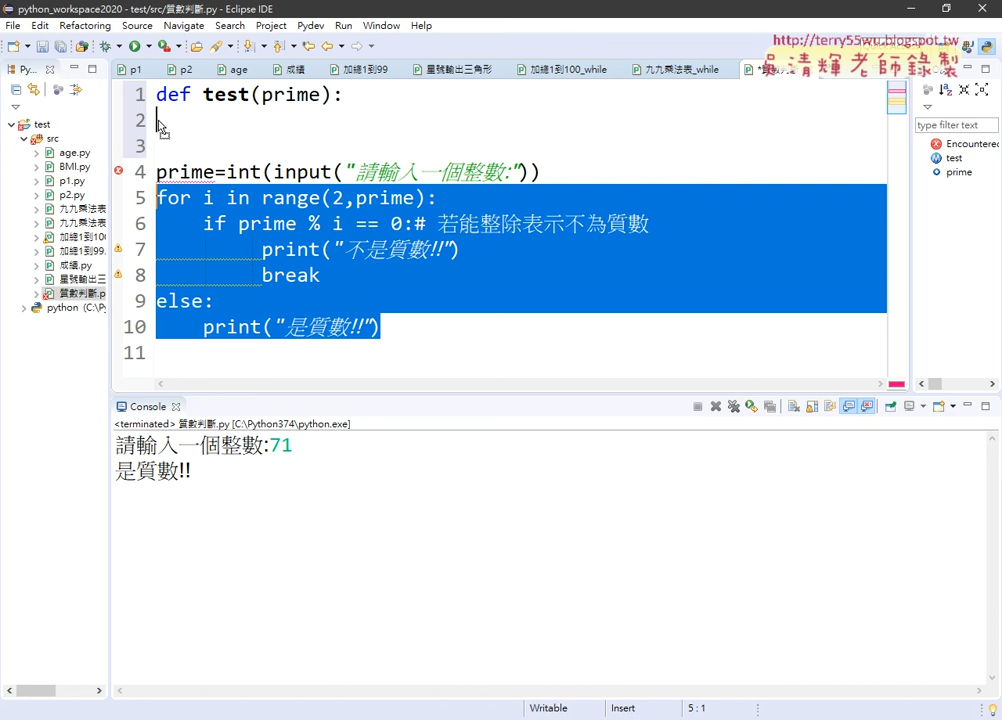 python_workspace2020 - test/src/質數判斷.py - Eclipse IDE
File Edit Refactoring Source Navigate Search Project Pydev Run Window Help
http://terry55wu.blogspot.tw
吳清輝老師錄製
Py...
p1 p2 age 成績 加總1到99 星號輸出三角形 加總1到100_while 九九乘法表_while
test
src
age.py
BMI.py
p1.py
p2.py
九九乘法表
九九乘法表
加總1到100
加總1到99.
成績.py
星號輸出三
質數判斷.p
python (C:\Py
1 def test(prime):
2
3
4 prime=int(input("請輸入一個整數:"))
5 for i in range(2,prime):
6 if prime % i == 0:# 若能整除表示不為質數
7 print("不是質數!!")
8 break
9 else:
10 print("是質數!!")
11
type filter text
Encountered
test
prime
Console
<terminated> 質數判斷.py [C:\Python374\python.exe]
請輸入一個整數:71
是質數!!
Writable Insert 5 : 1